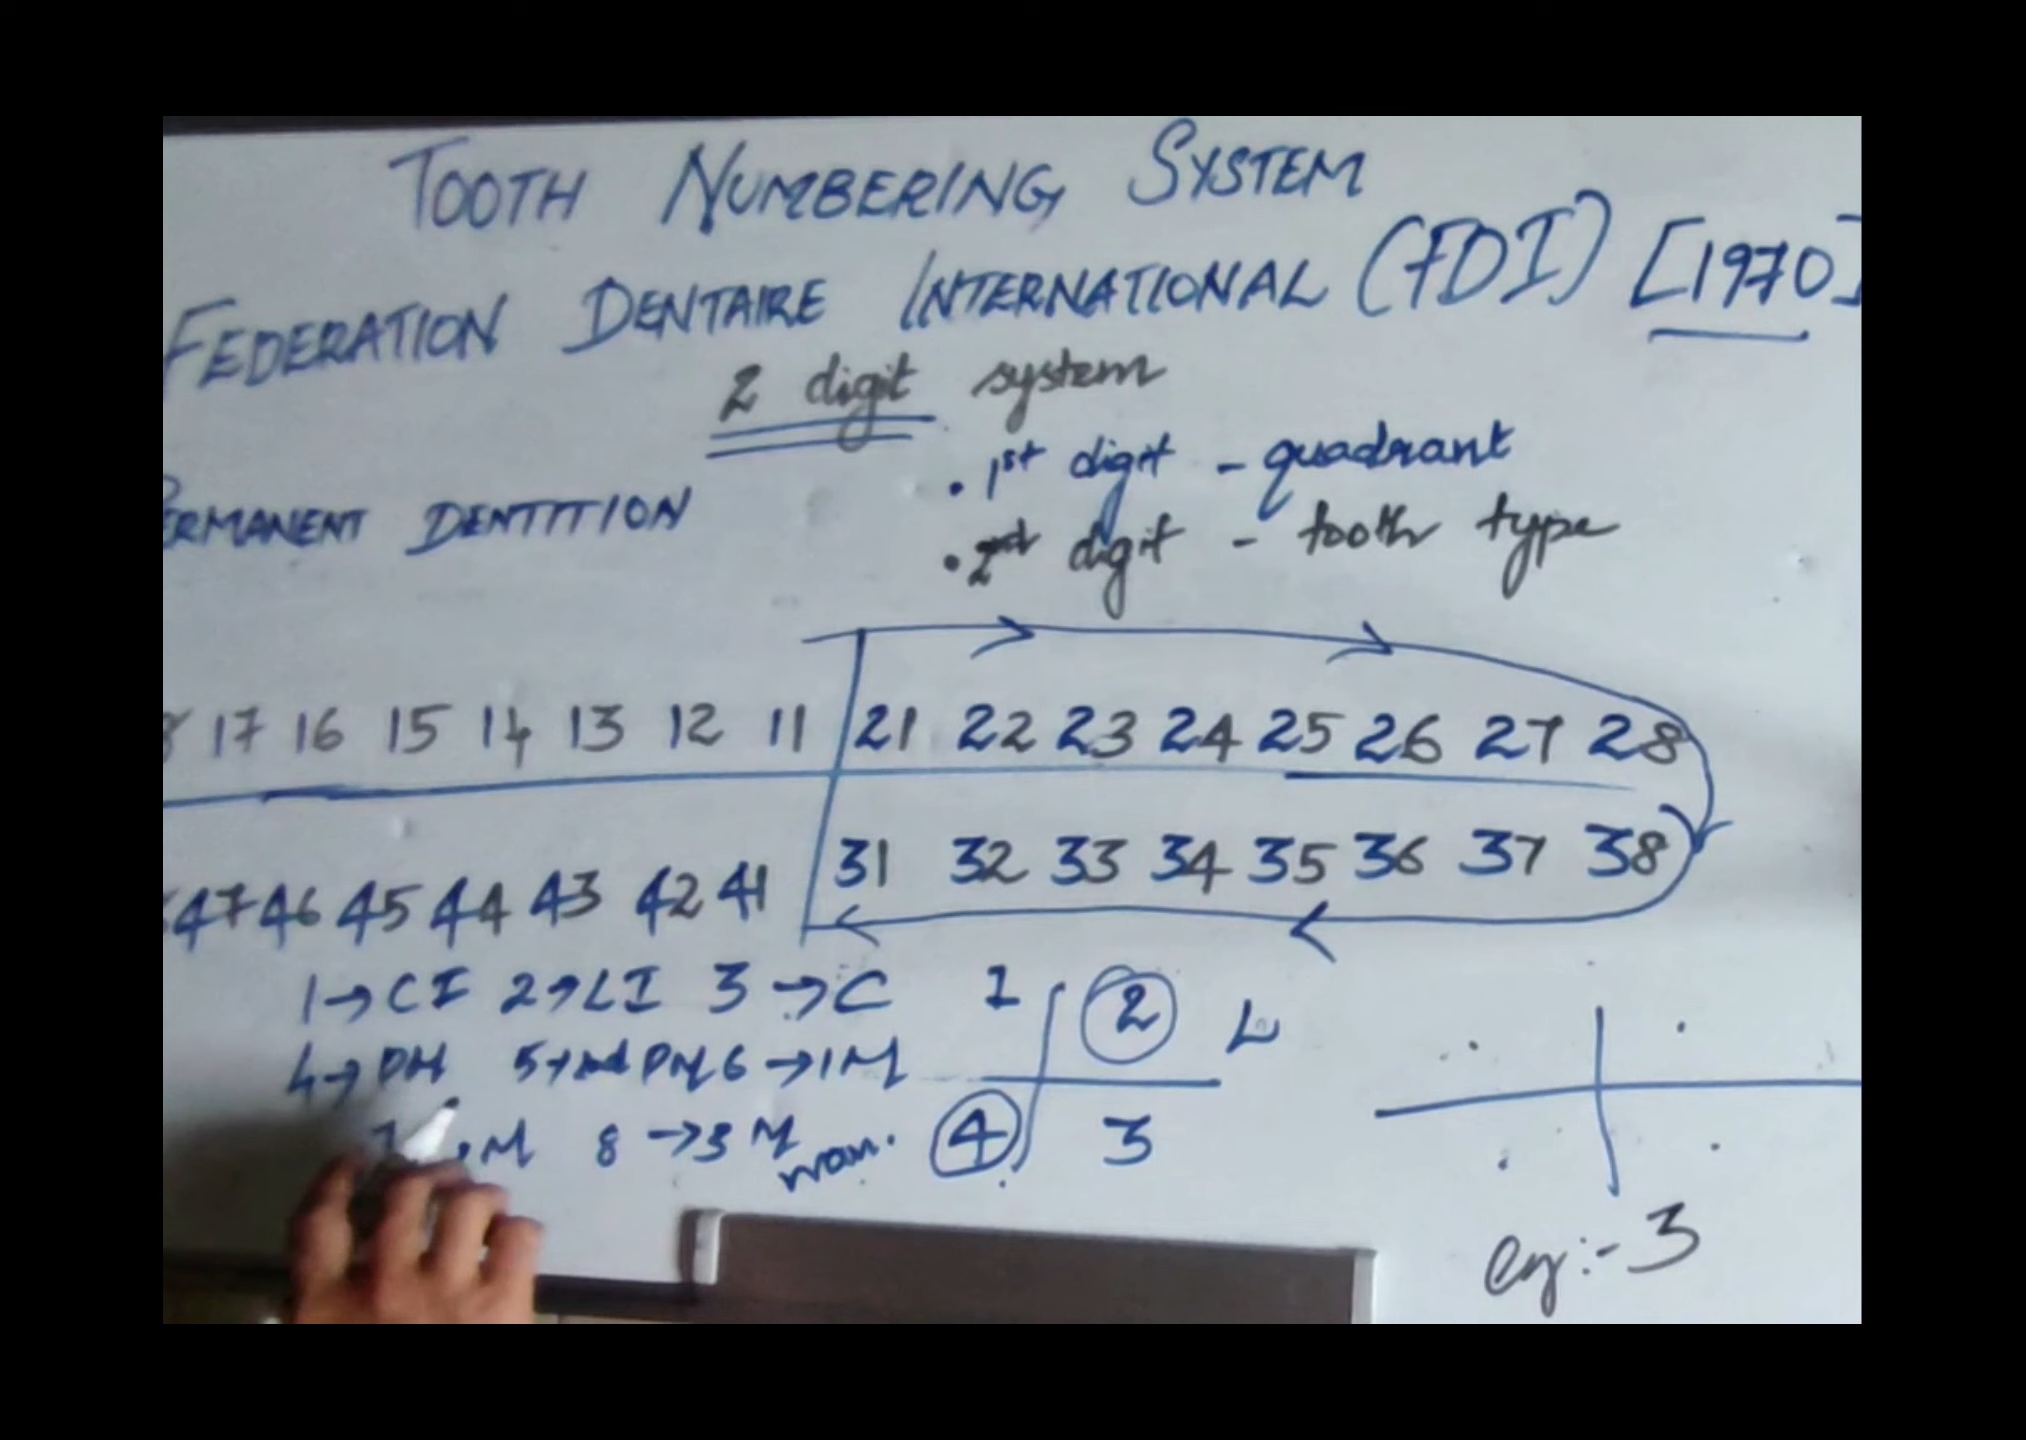 TOOTH NUMBERING SYSTEM
FEDERATION DENTAIRE INTERNATIONAL (FDI) [1970]
2 digit system
. 1st digit - quadrant
PERMANENT DENTITION
. 2nd digit - tooth type
17 16 15 14 13 12 11 21 22 23 24 25 26 27 28
47 46 45 44 43 42 41 31 32 33 34 35 36 37 38
1→CI 2→LI 3→C
1 2 L
4→PM 5→ PM 6→1M
M 8→3M
4 3
eg:- 3